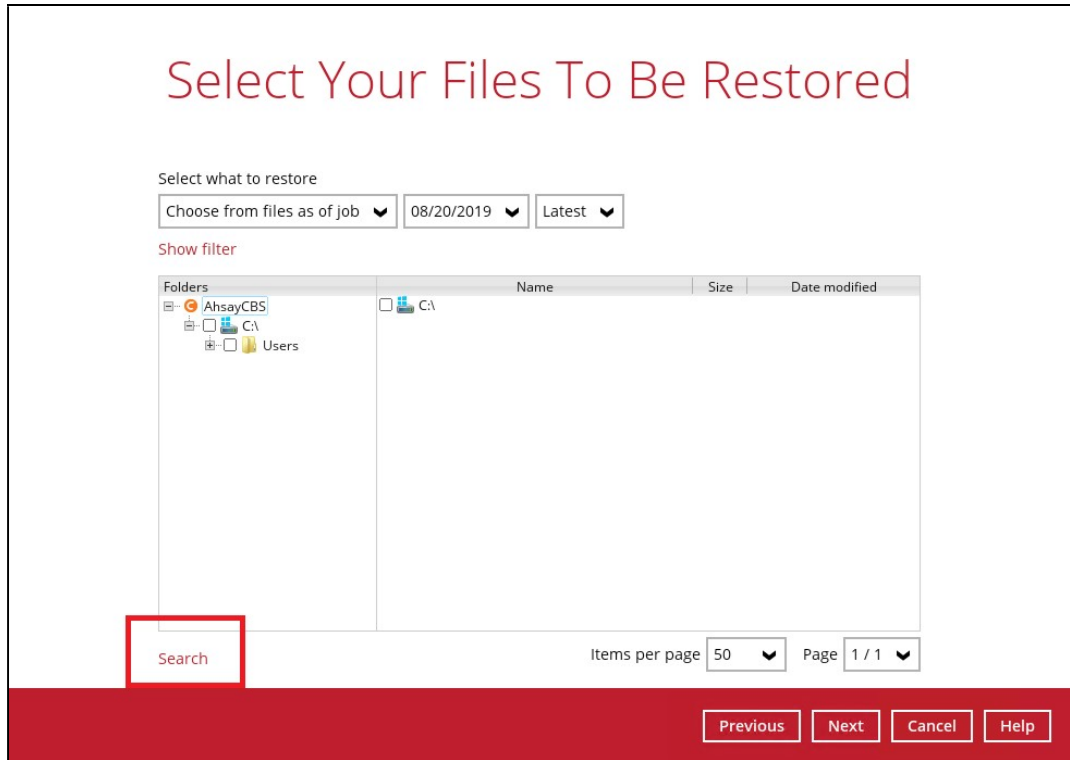 Select Your Files To Be Restored
Select what to restore
Choose from files as of job 08/20/2019 Latest
Show filter
Folders Name Size Date modified
AhsayCBS C:\
C:\
Users
Search Items per page 50 Page 1 / 1
Previous Next Cancel Help